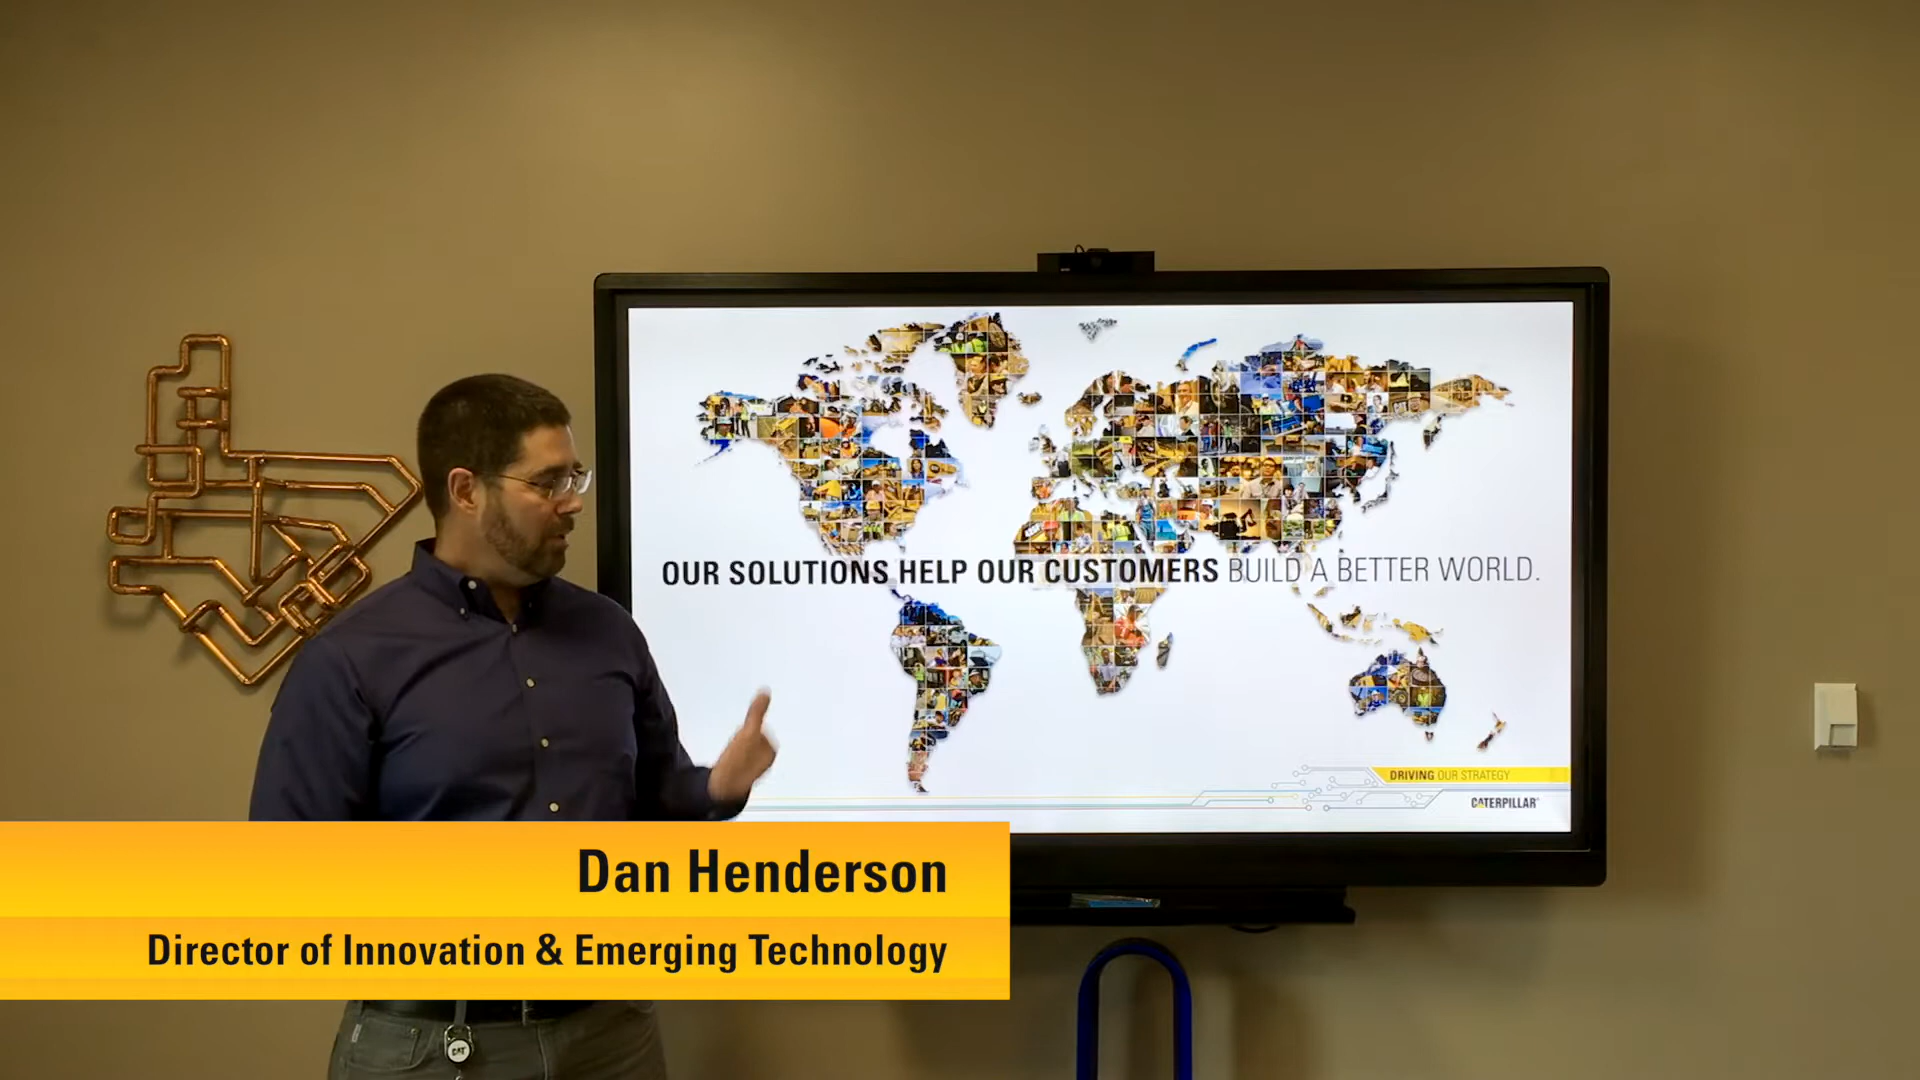 OUR SOLUTIONS HELP OUR CUSTOMERS BUILD A BETTER WORLD.
DRIVING OUR STRATEGY
CATERPILLAR
Dan Henderson
Director of Innovation & Emerging Technology
CAT